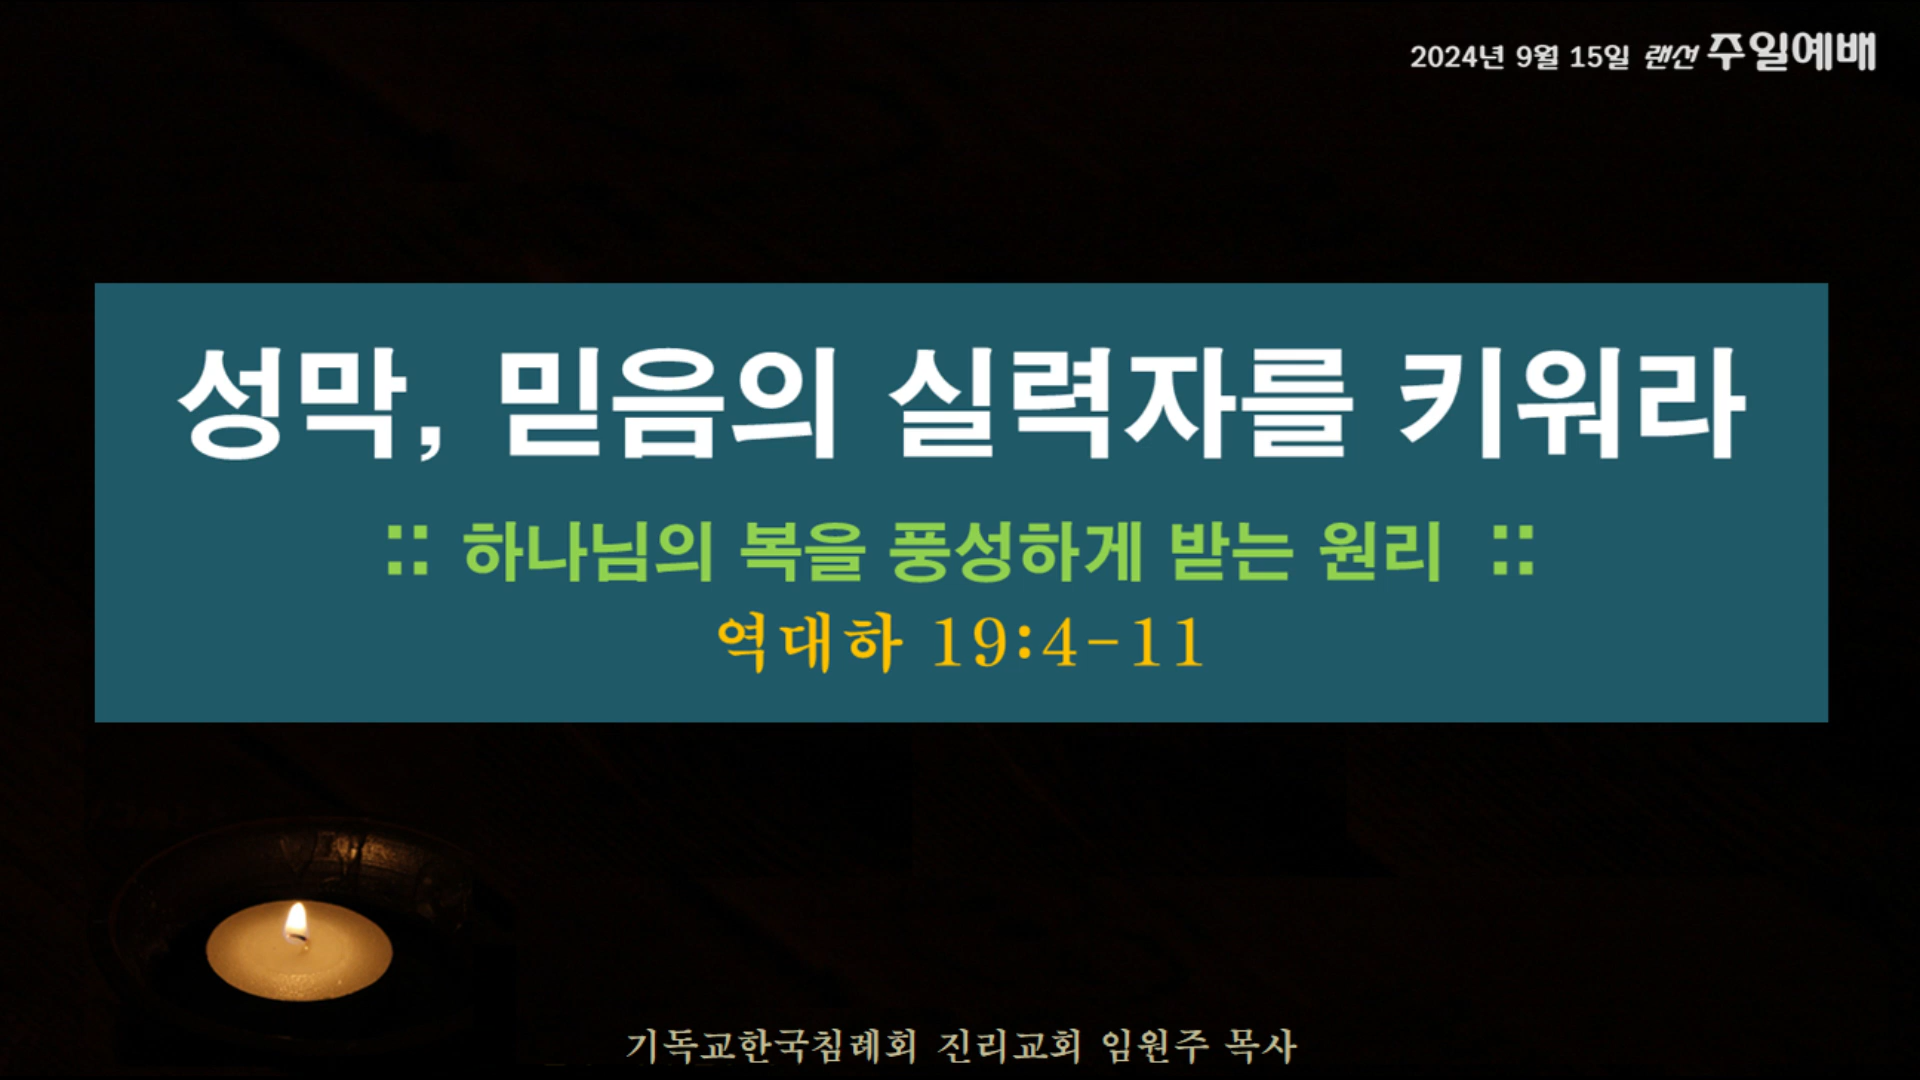 2024년 9월 15일 랜선 주일예배
성막, 믿음의 실력자를 키워라
:: 하나님의 복을 풍성하게 받는 원리 ::
역대하 19:4-11
기독교한국침례회 진리교회 임원주 목사